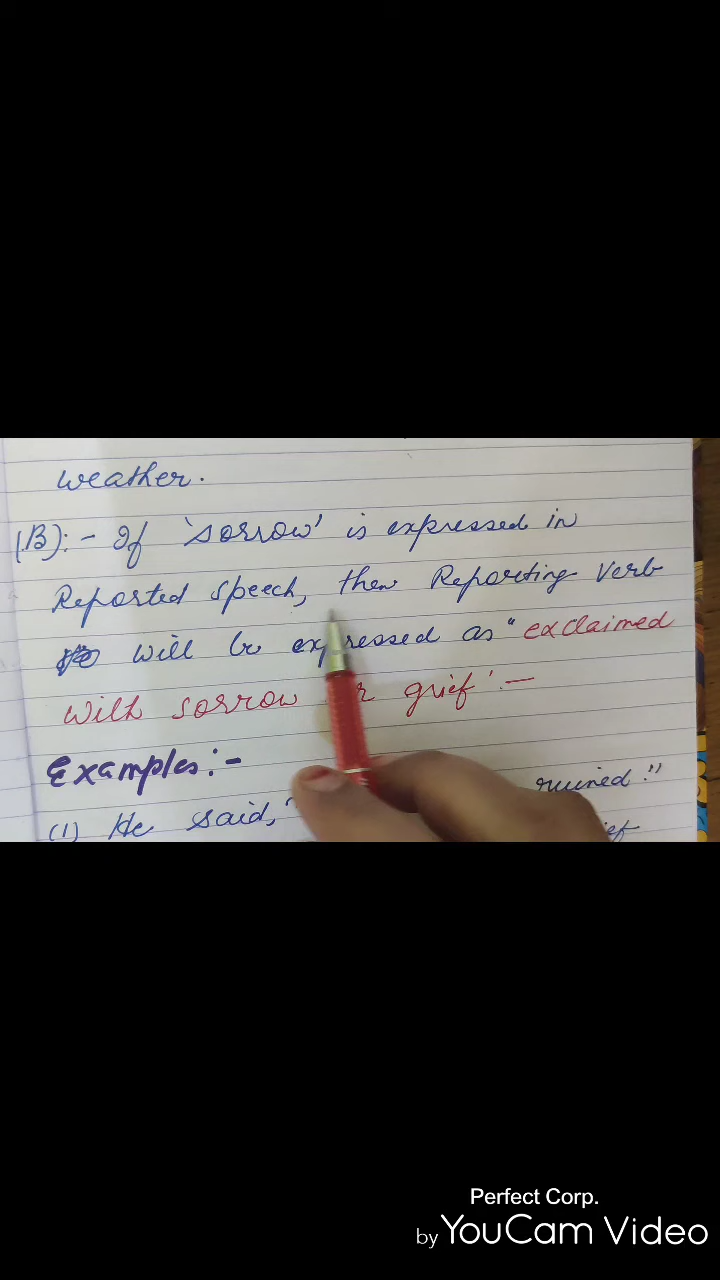 weather.
(B):- If 'sorrow' is expressed in
Reported speech, then Reporting Verb
will be expressed as "exclaimed
with sorrow r grief':-
Examples:-
(1) He said, " ruined!"
ief
Perfect Corp.
by YouCam Video